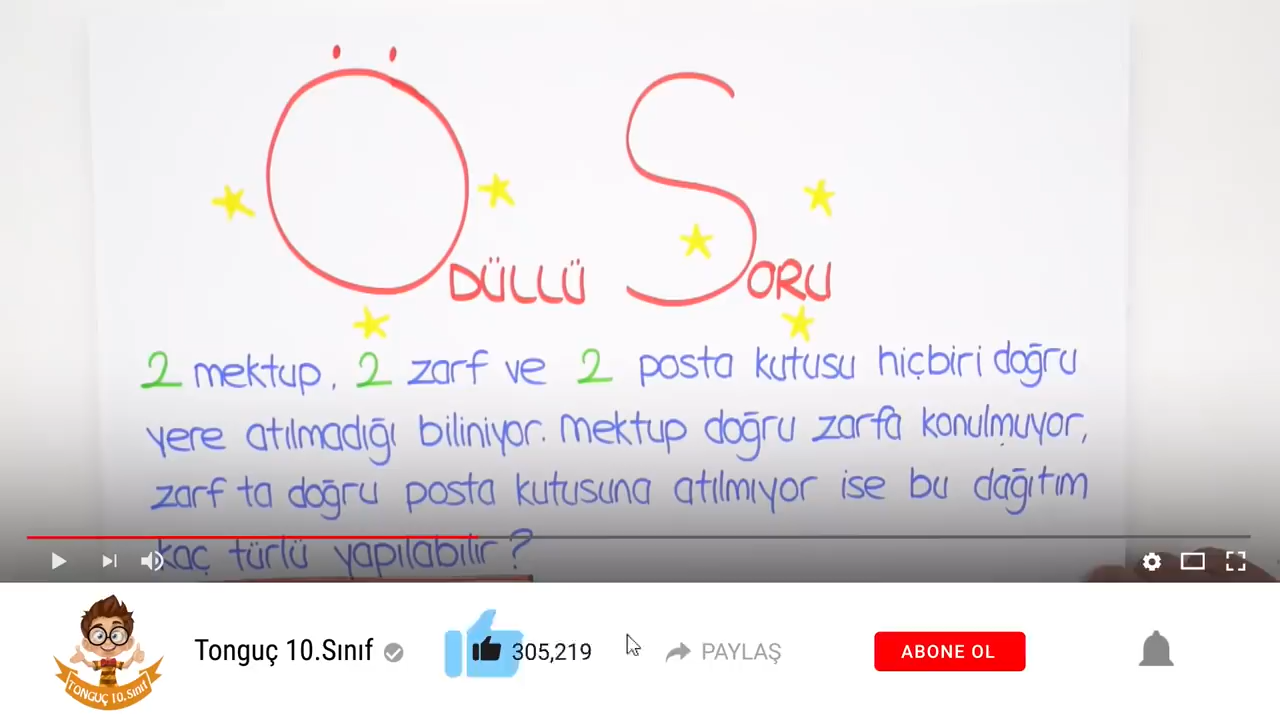 ÖDÜLLÜ SORU
2 mektup, 2 zarf ve 2 posta kutusu hiçbiri doğru
yere atılmadığı biliniyor. Mektup doğru zarfa konulmuyor,
zarf ta doğru posta kutusuna atılmıyor ise bu dağıtım
kaç türlü yapılabilir?
TONGUÇ 10.Sınıf
Tonguç 10.Sınıf
305,219
PAYLAŞ
ABONE OL